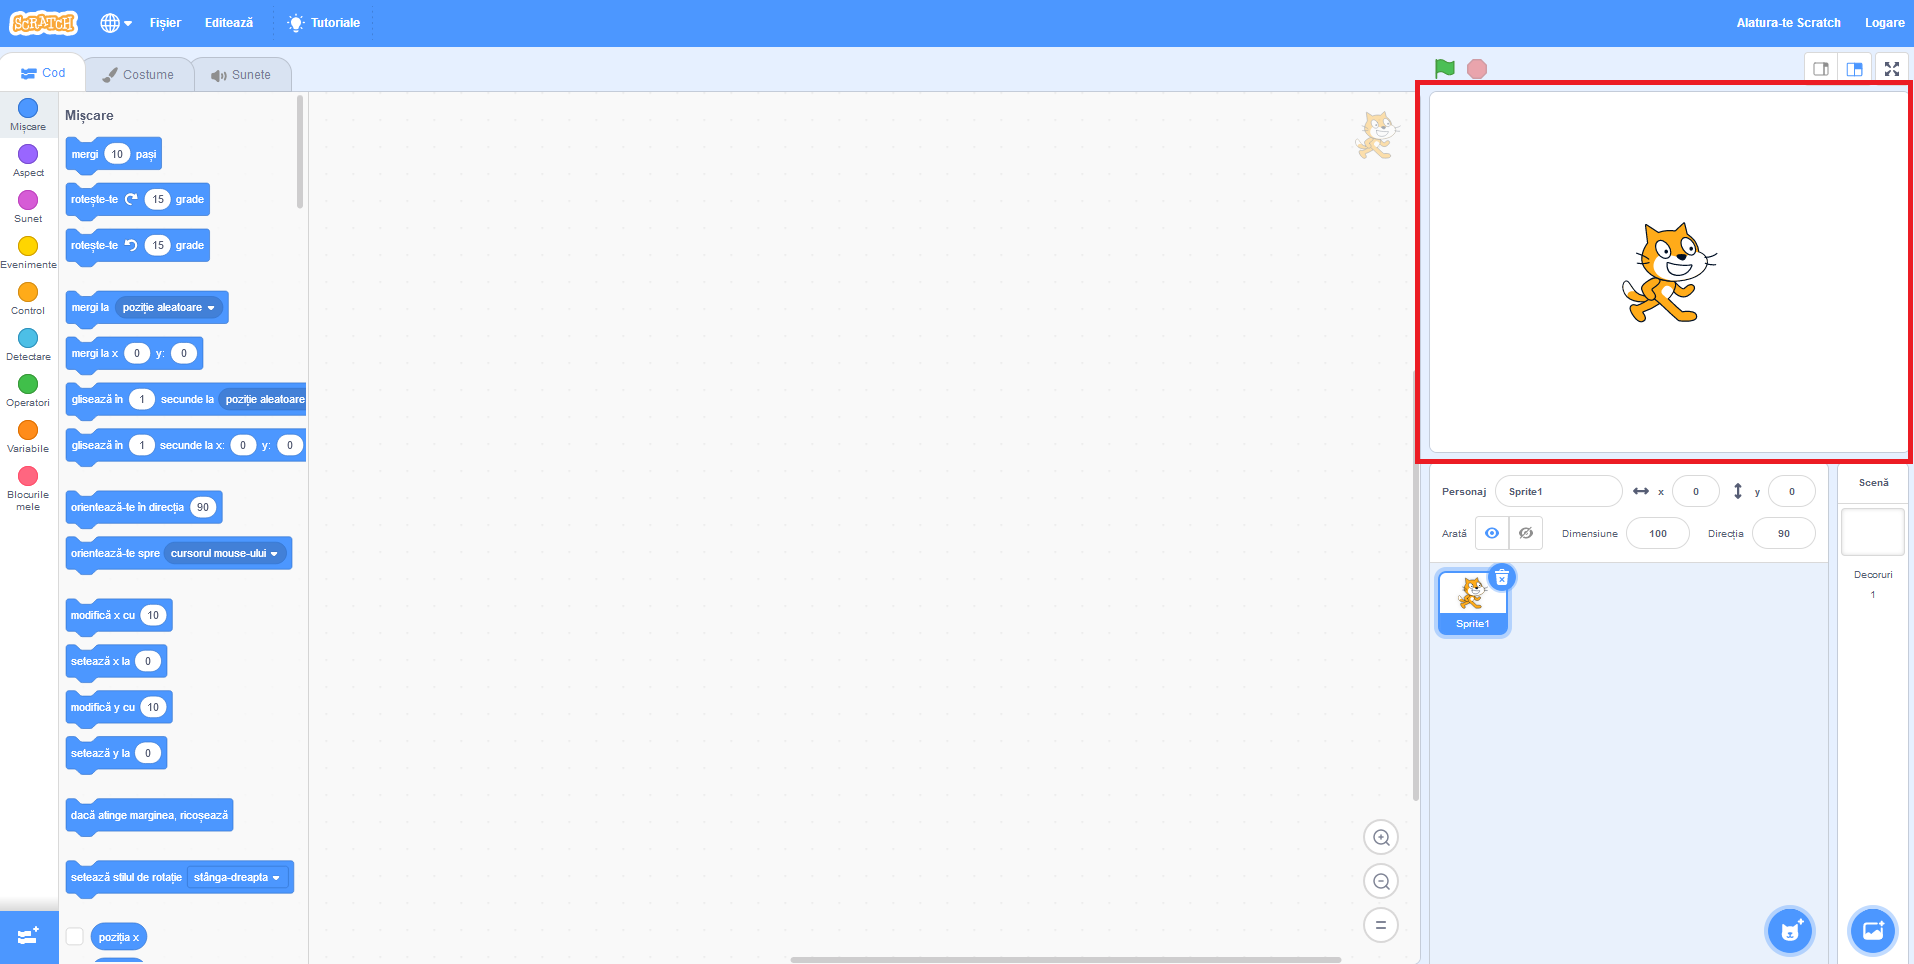 SCRATCH Fișier Editează Tutoriale Alatura-te Scratch Logare
Cod Costume Sunete
Mișcare
Aspect
Sunet
Evenimente
Control
Detectare
Operatori
Variabile
Blocurile
mele
Mișcare
mergi 10 pași
rotește-te 15 grade
rotește-te 15 grade
mergi la poziție aleatoare
mergi la x 0 y: 0
glisează în 1 secunde la poziție aleatoare
glisează în 1 secunde la x: 0 y: 0
orientează-te în direcția 90
orientează-te spre cursorul mouse-ului
modifică x cu 10
setează x la 0
modifică y cu 10
setează y la 0
dacă atinge marginea, ricoșează
setează stilul de rotație stânga-dreapta
poziția x
Personaj Sprite1 x 0 y 0
Arată Dimensiune 100 Direcția 90
Sprite1
Scenă
Decoruri
1